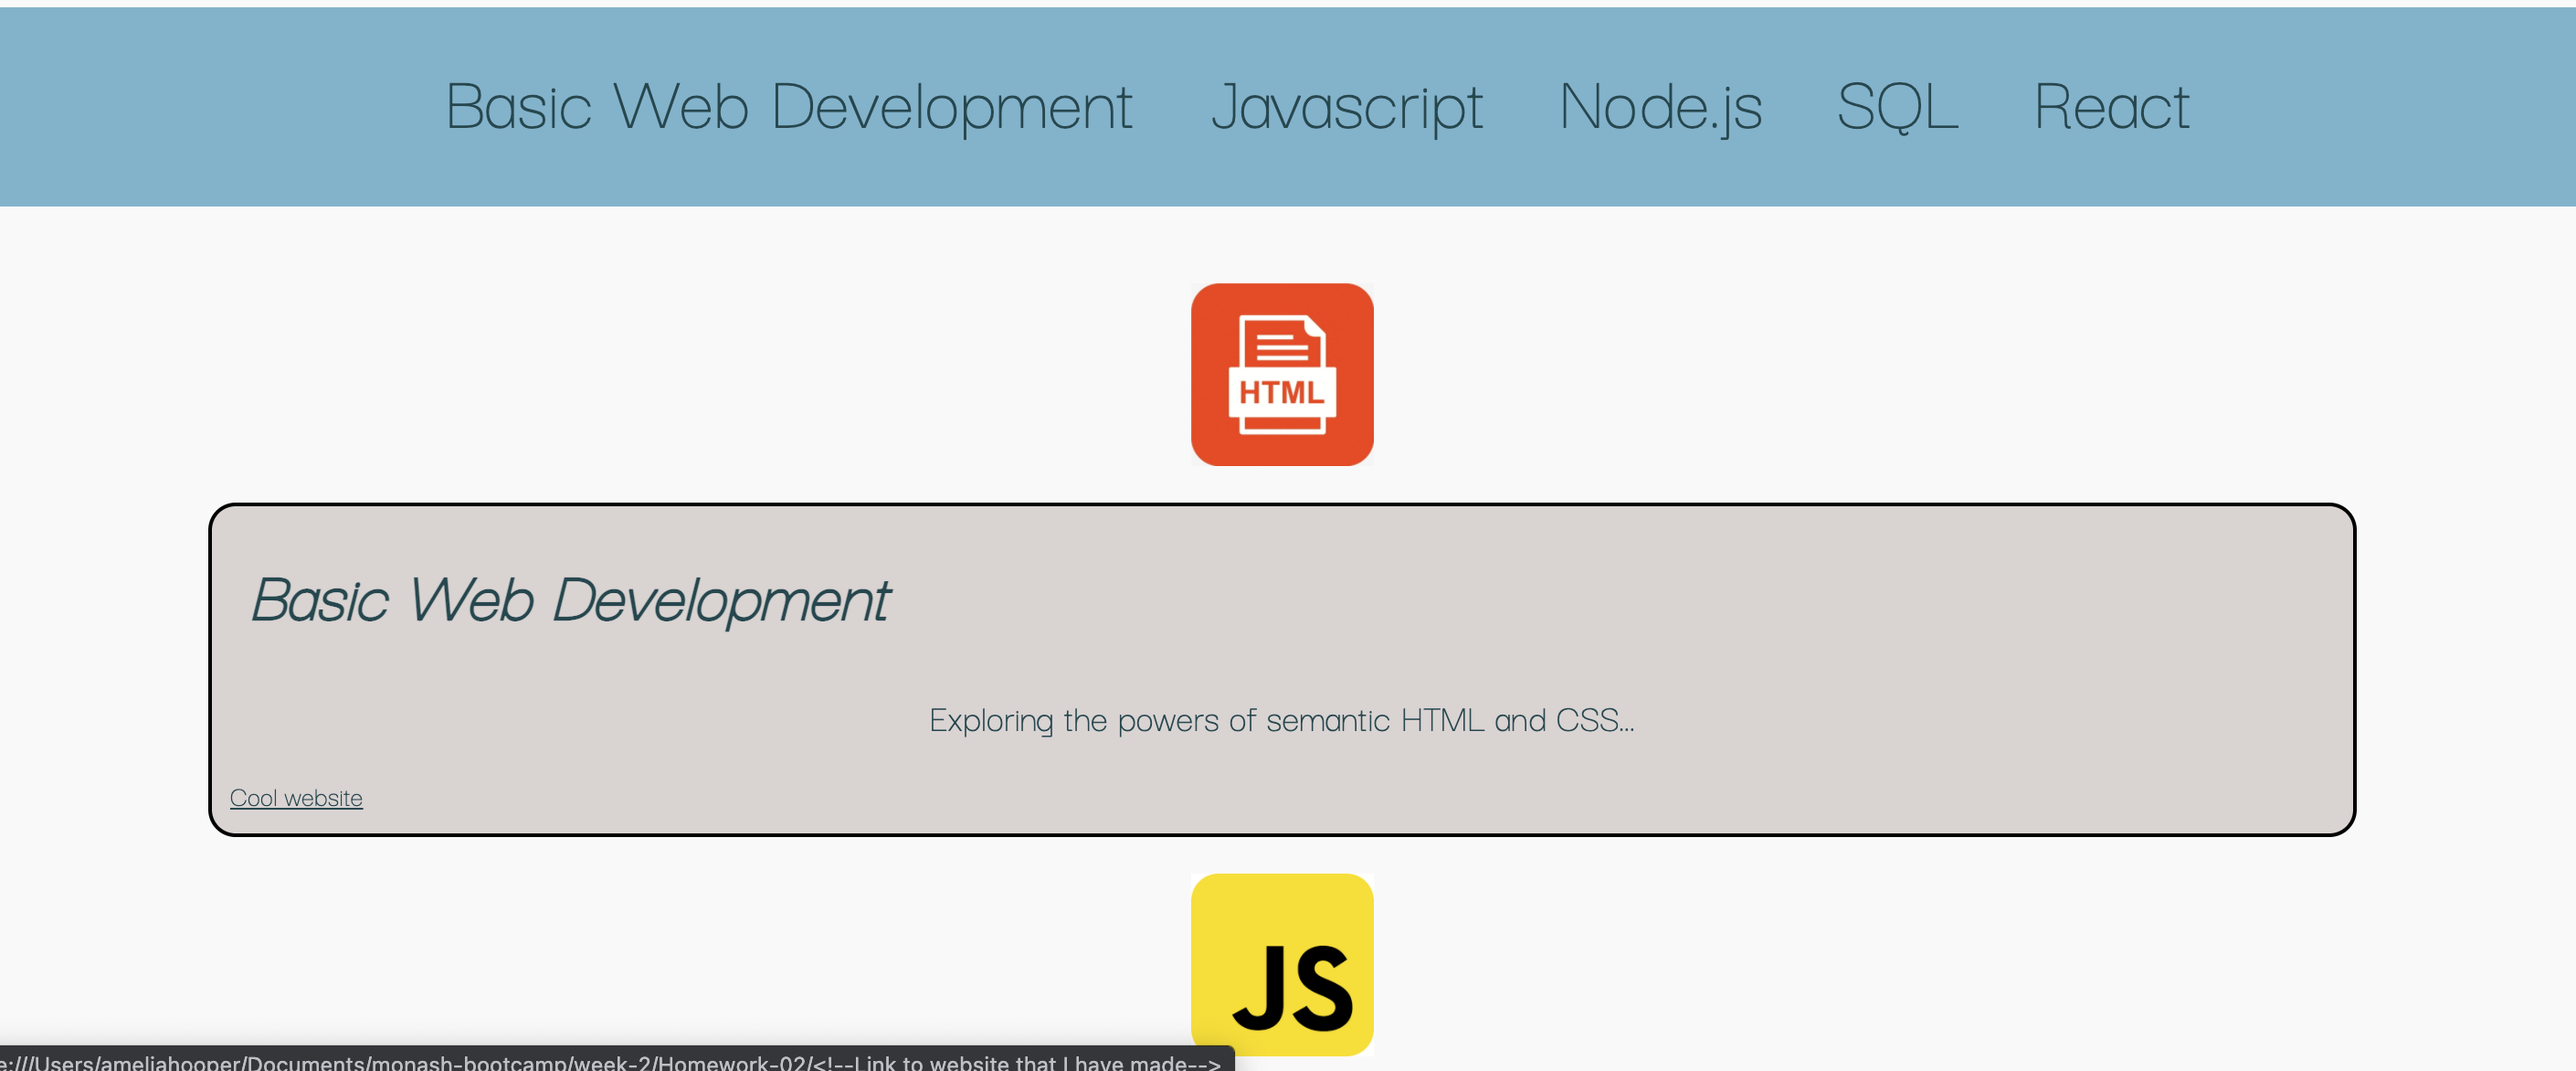 Basic Web Development Javascript Node.js SQL React
HTML
Basic Web Development
Exploring the powers of semantic HTML and CSS...
Cool website
JS
e:///Users/ameliahooper/Documents/monash-bootcamp/week-2/Homework-02/<!--Link to website that I have made-->